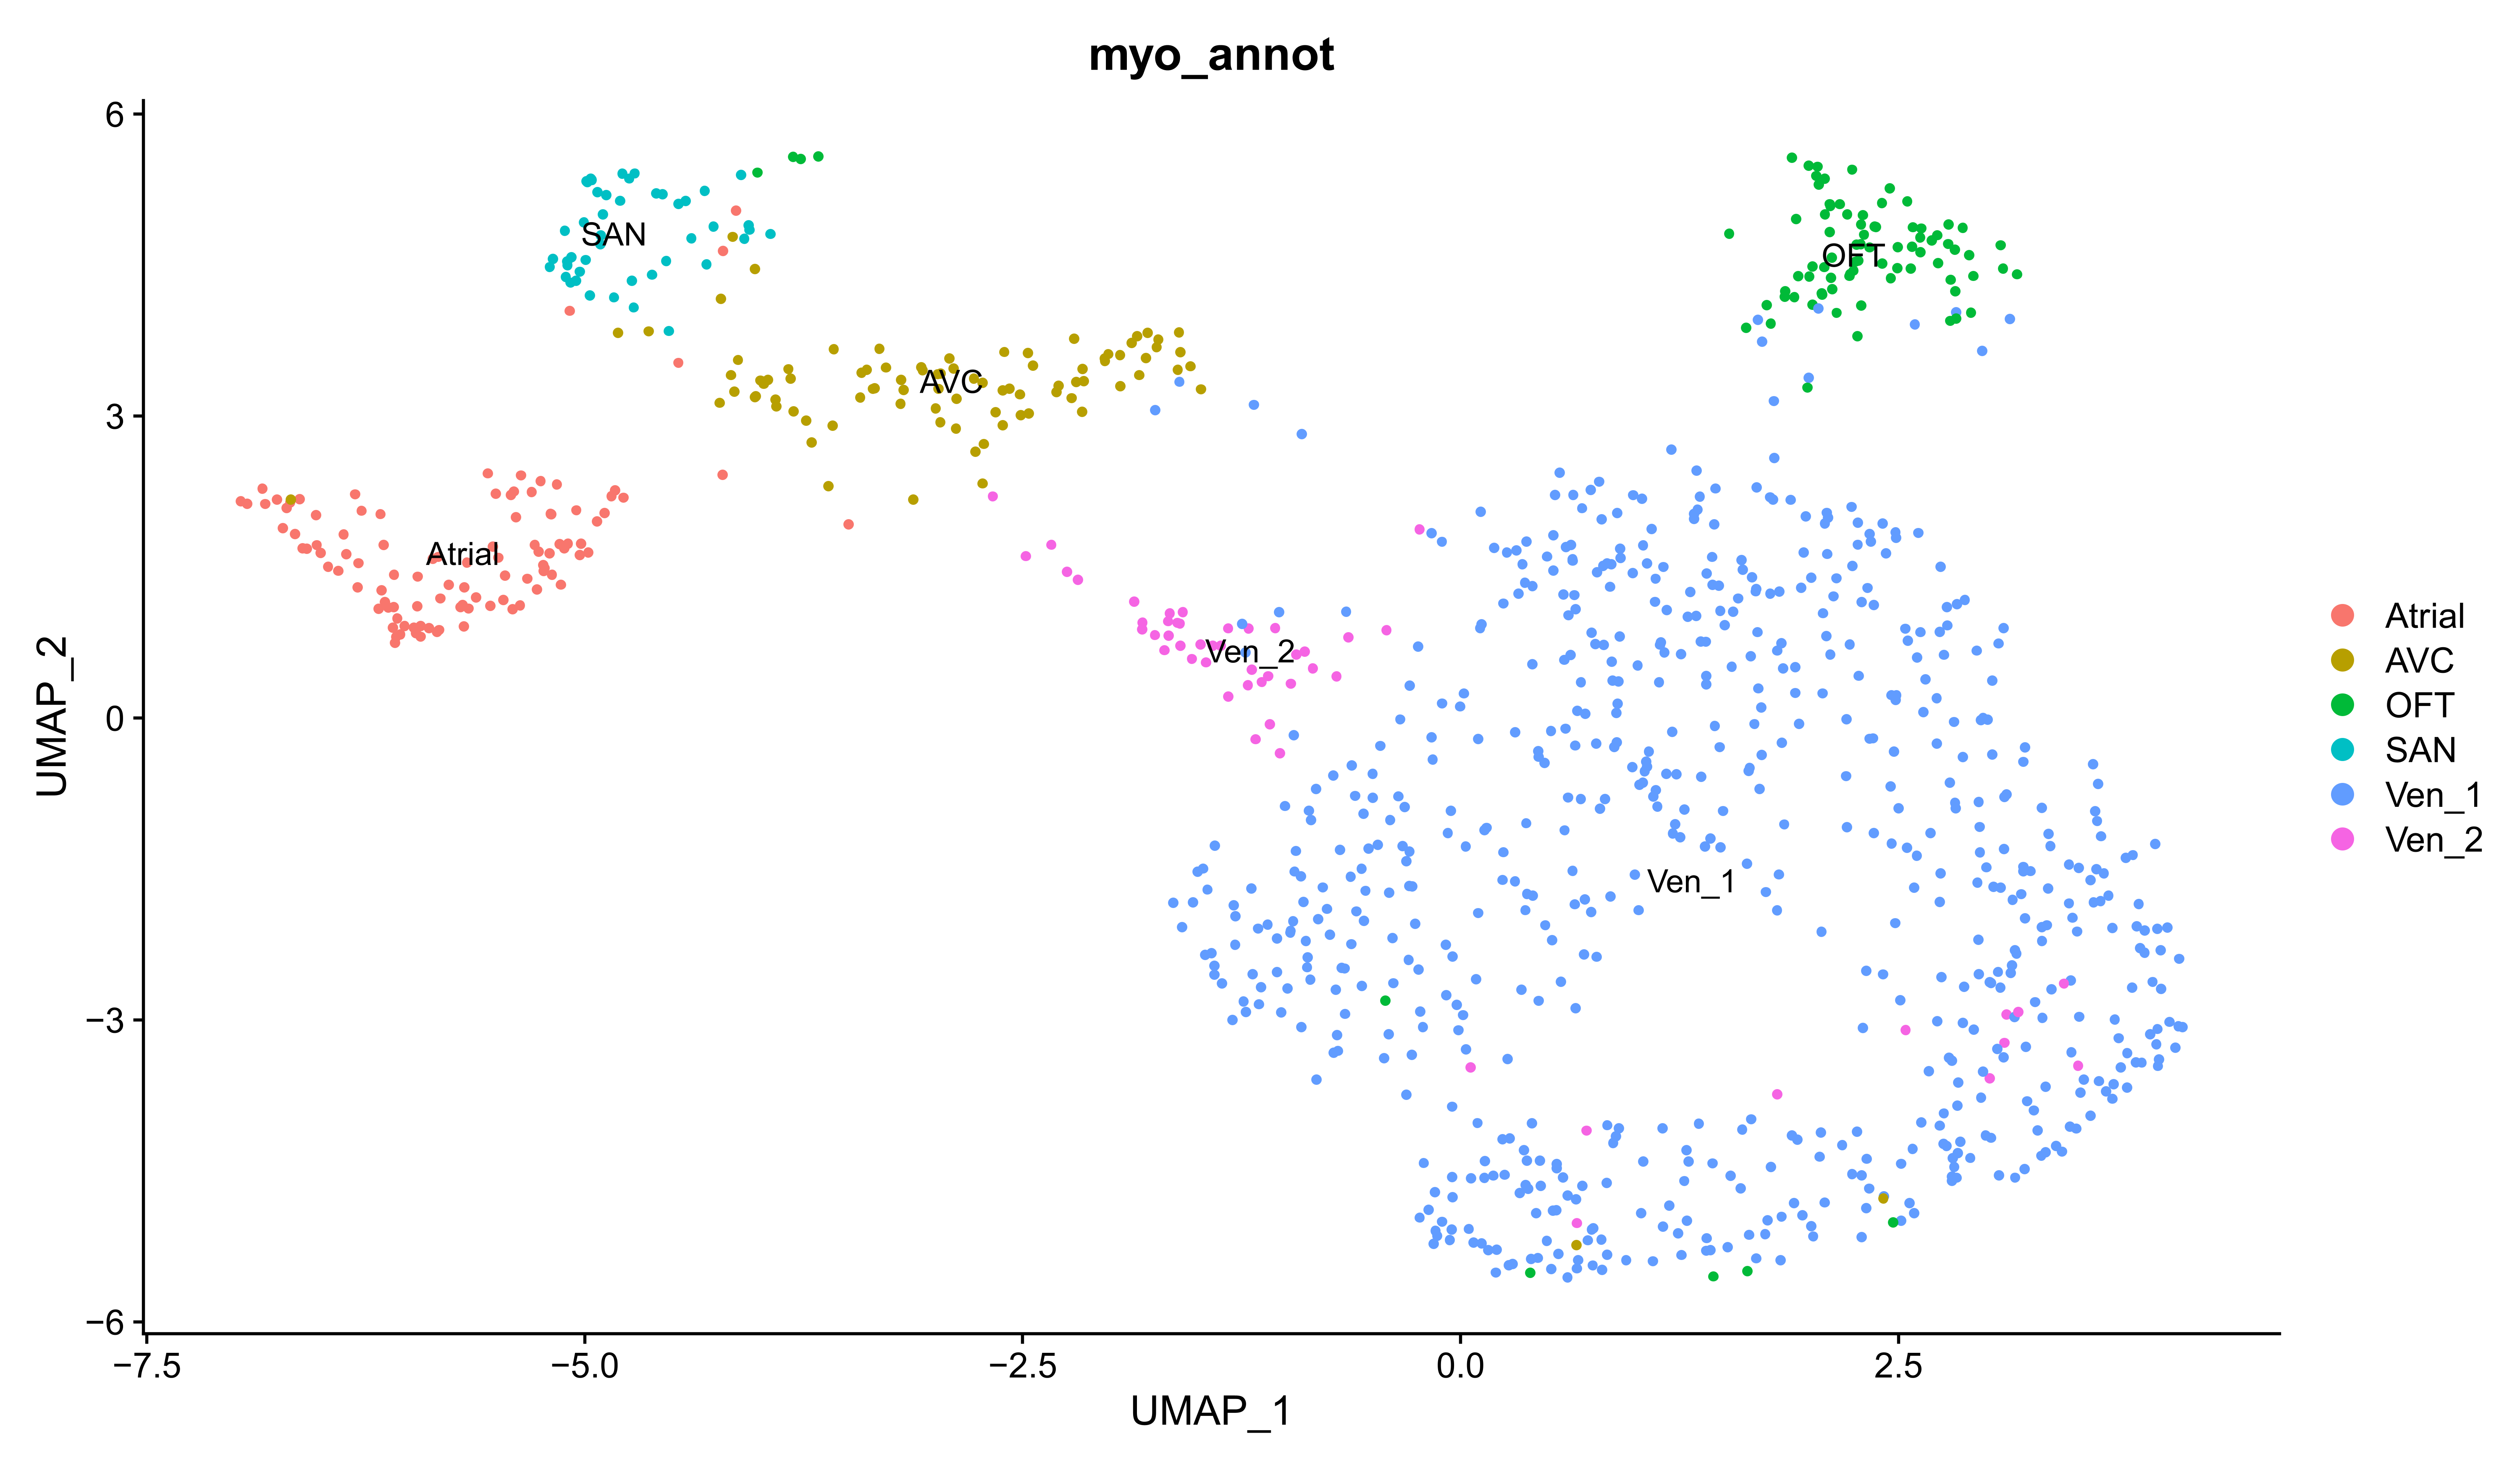 myo_annot
6
3
0
−3
−6
UMAP_2
SAN
OFT
AVC
Atrial
Ven_2
Ven_1
−7.5
−5.0
−2.5
0.0
2.5
UMAP_1
Atrial
AVC
OFT
SAN
Ven_1
Ven_2